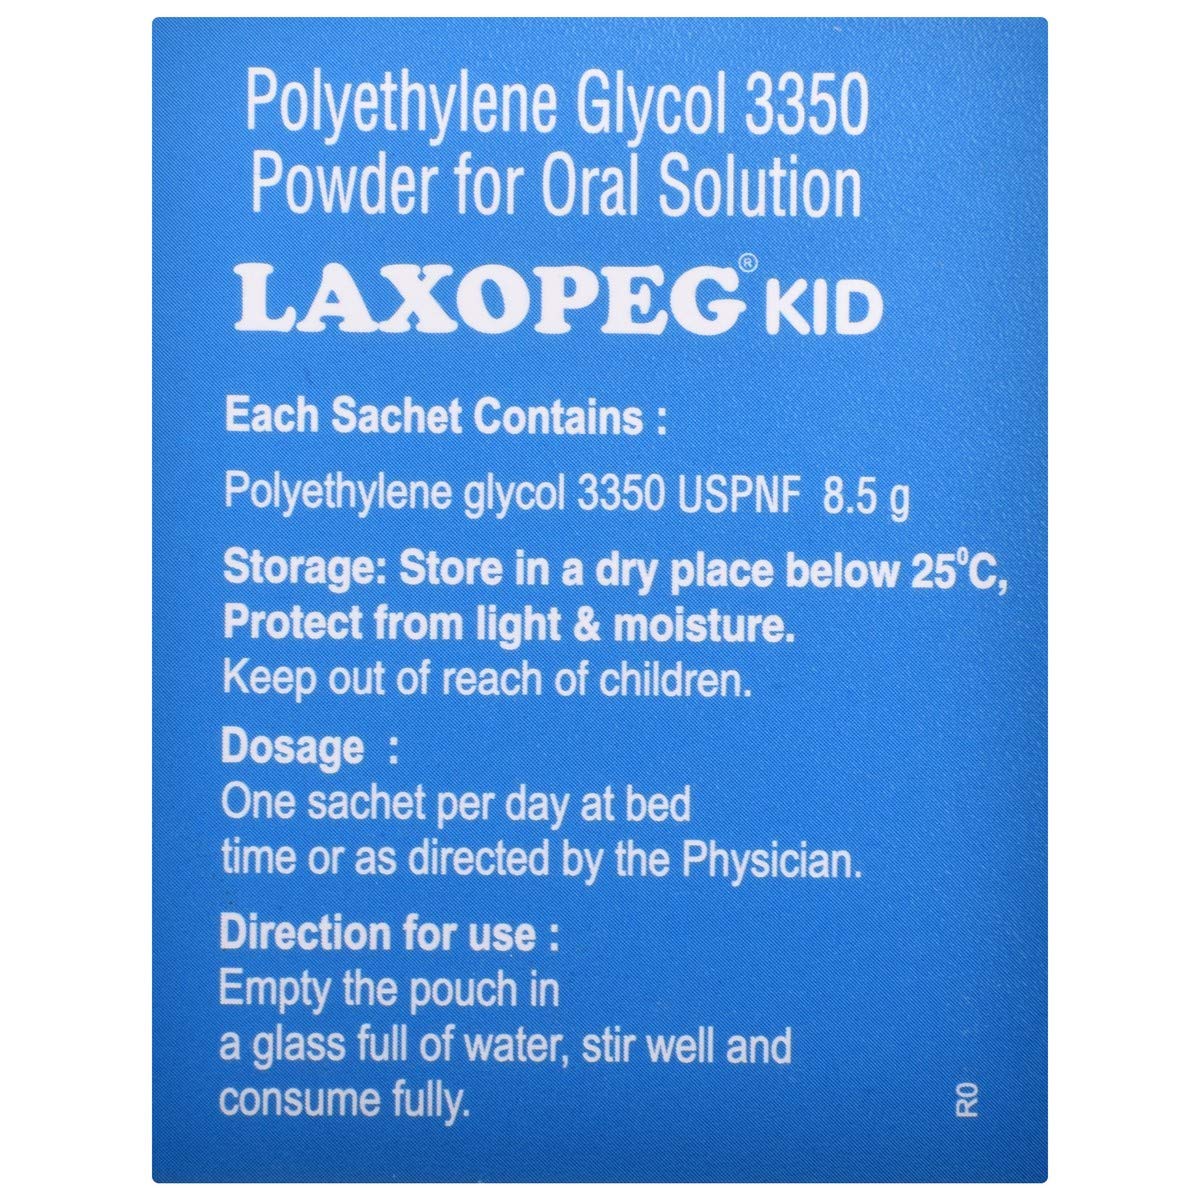 Polyethylene Glycol 3350
Powder for Oral Solution
LAXOPEG® KID
Each Sachet Contains :
Polyethylene glycol 3350 USPNF 8.5 g
Storage: Store in a dry place below 25⁰C,
Protect from light & moisture.
Keep out of reach of children.
Dosage :
One sachet per day at bed
time or as directed by the Physician.
Direction for use :
Empty the pouch in
a glass full of water, stir well and
consume fully.
R0